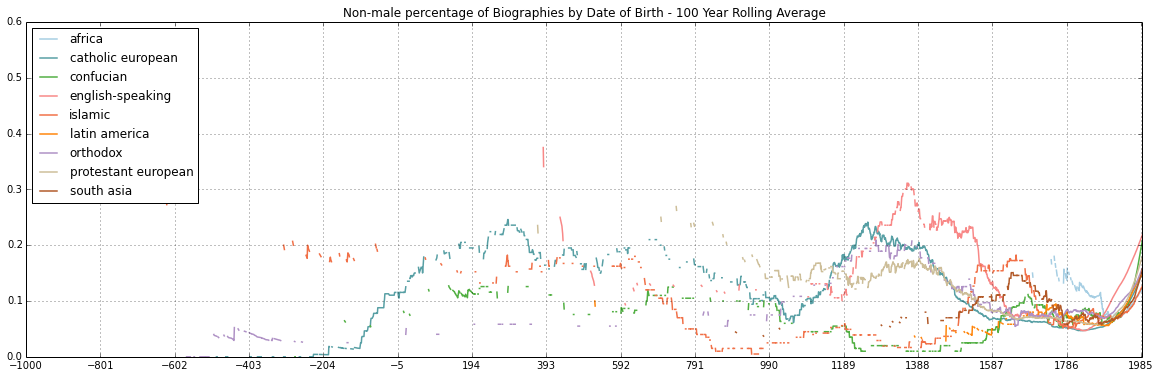 Non-male percentage of Biographies by Date of Birth - 100 Year Rolling Average
0.6
0.5
0.4
0.3
0.2
0.1
0.0
africa
catholic european
confucian
english-speaking
islamic
latin america
orthodox
protestant european
south asia
−1000 −801 −602 −403 −204 −5 194 393 592 791 990 1189 1388 1587 1786 1985